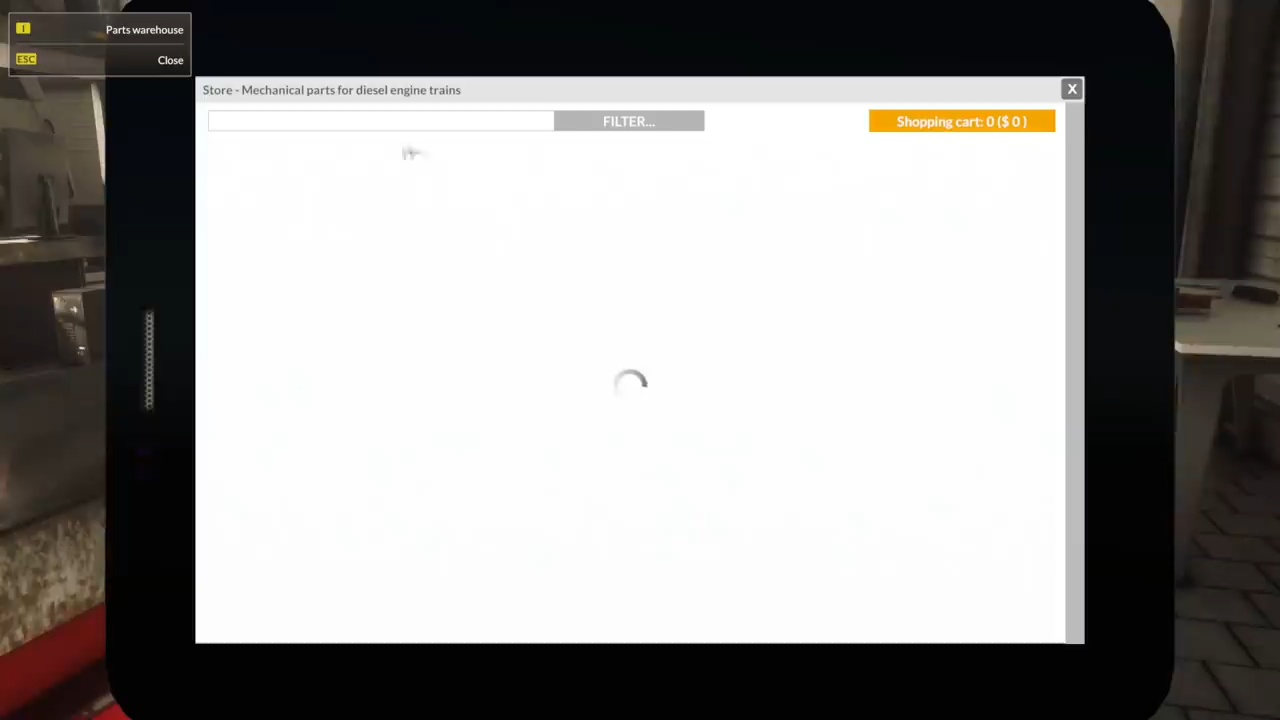 I Parts warehouse
ESC Close
Store - Mechanical parts for diesel engine trains X
FILTER... Shopping cart: 0 ($ 0 )